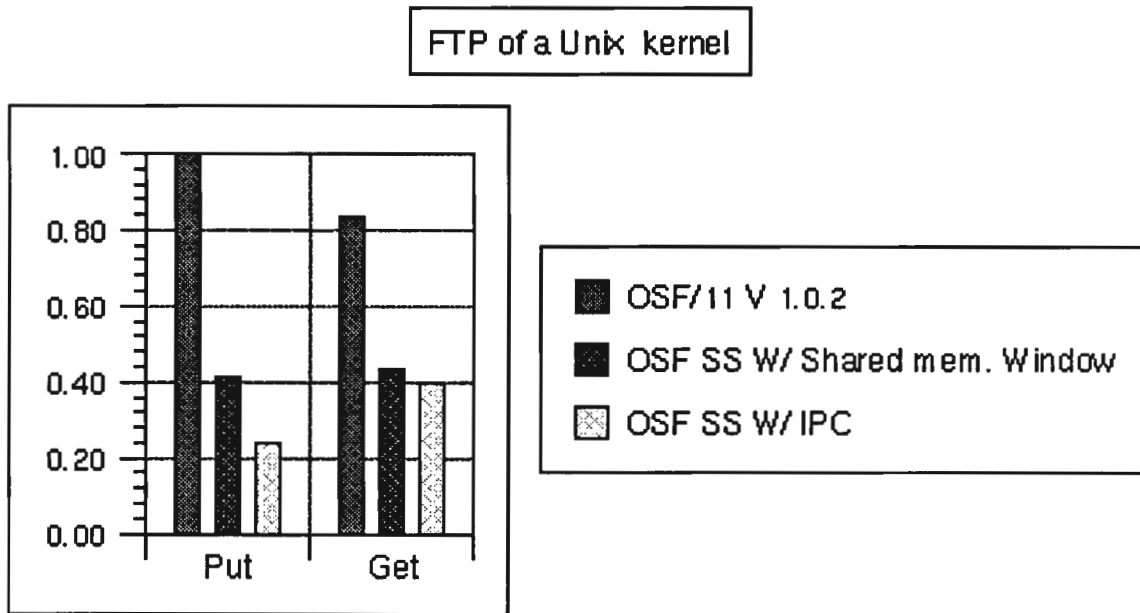 FTP of a Unix kernel
1.00
0.80
0.60
0.40
0.20
0.00
Put
Get
OSF/11 V 1.0.2
OSF SS W/ Shared mem. Window
OSF SS W/ IPC